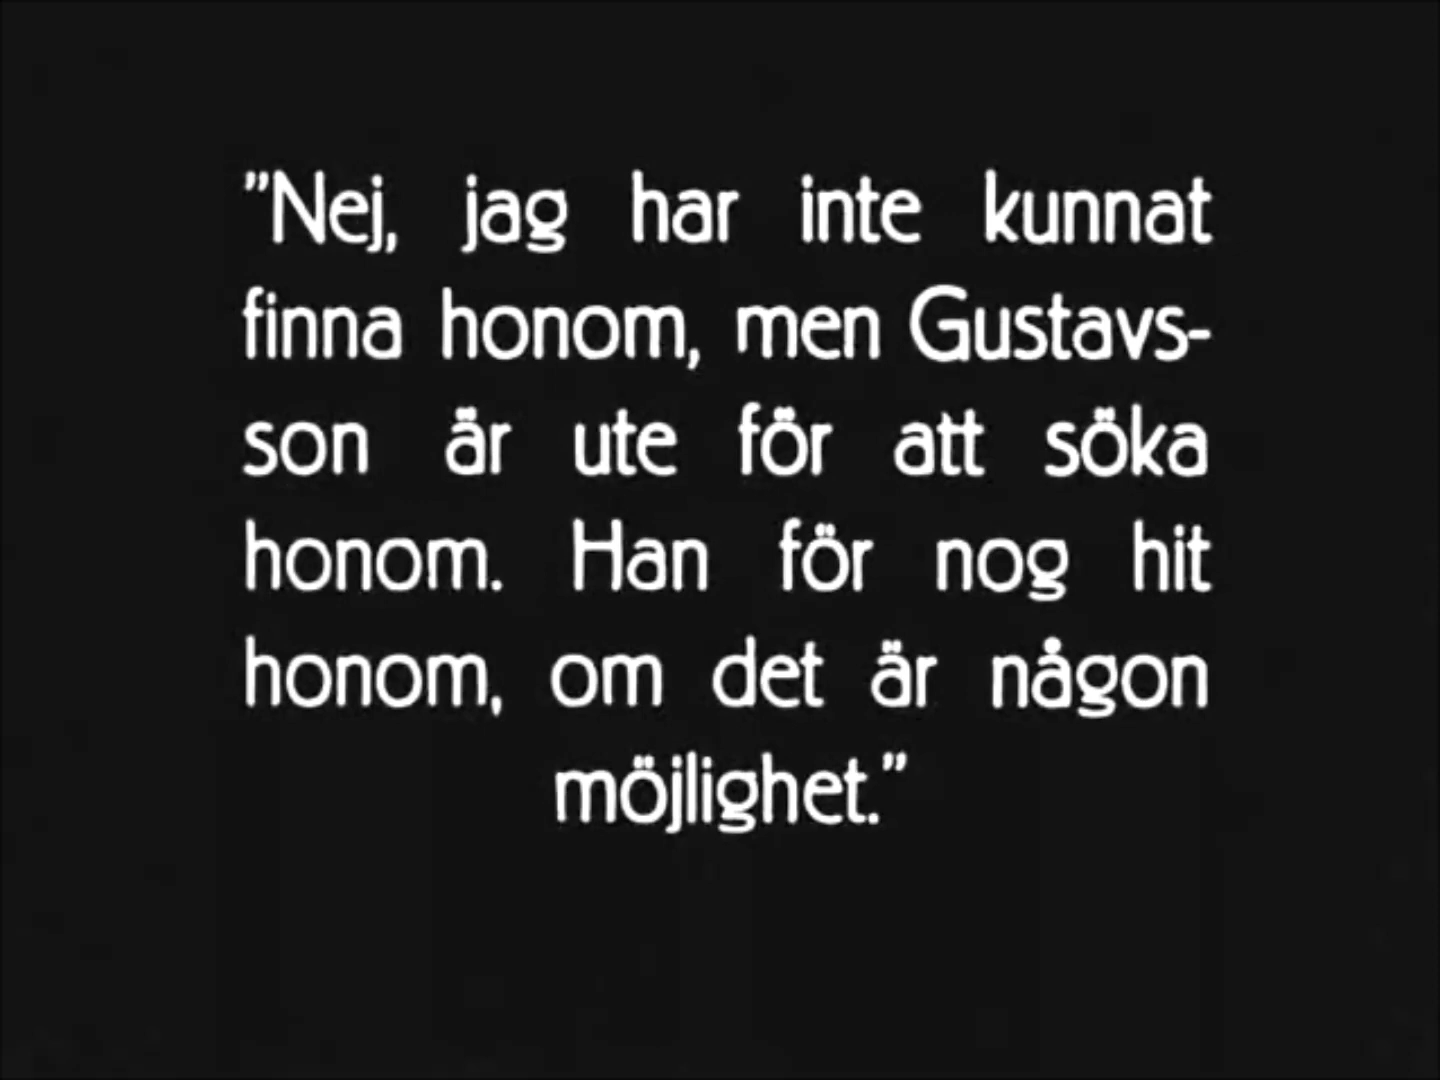 ”Nej, jag har inte kunnat
finna honom, men Gustavs-
son är ute för att söka
honom. Han för nog hit
honom, om det är någon
möjlighet.”